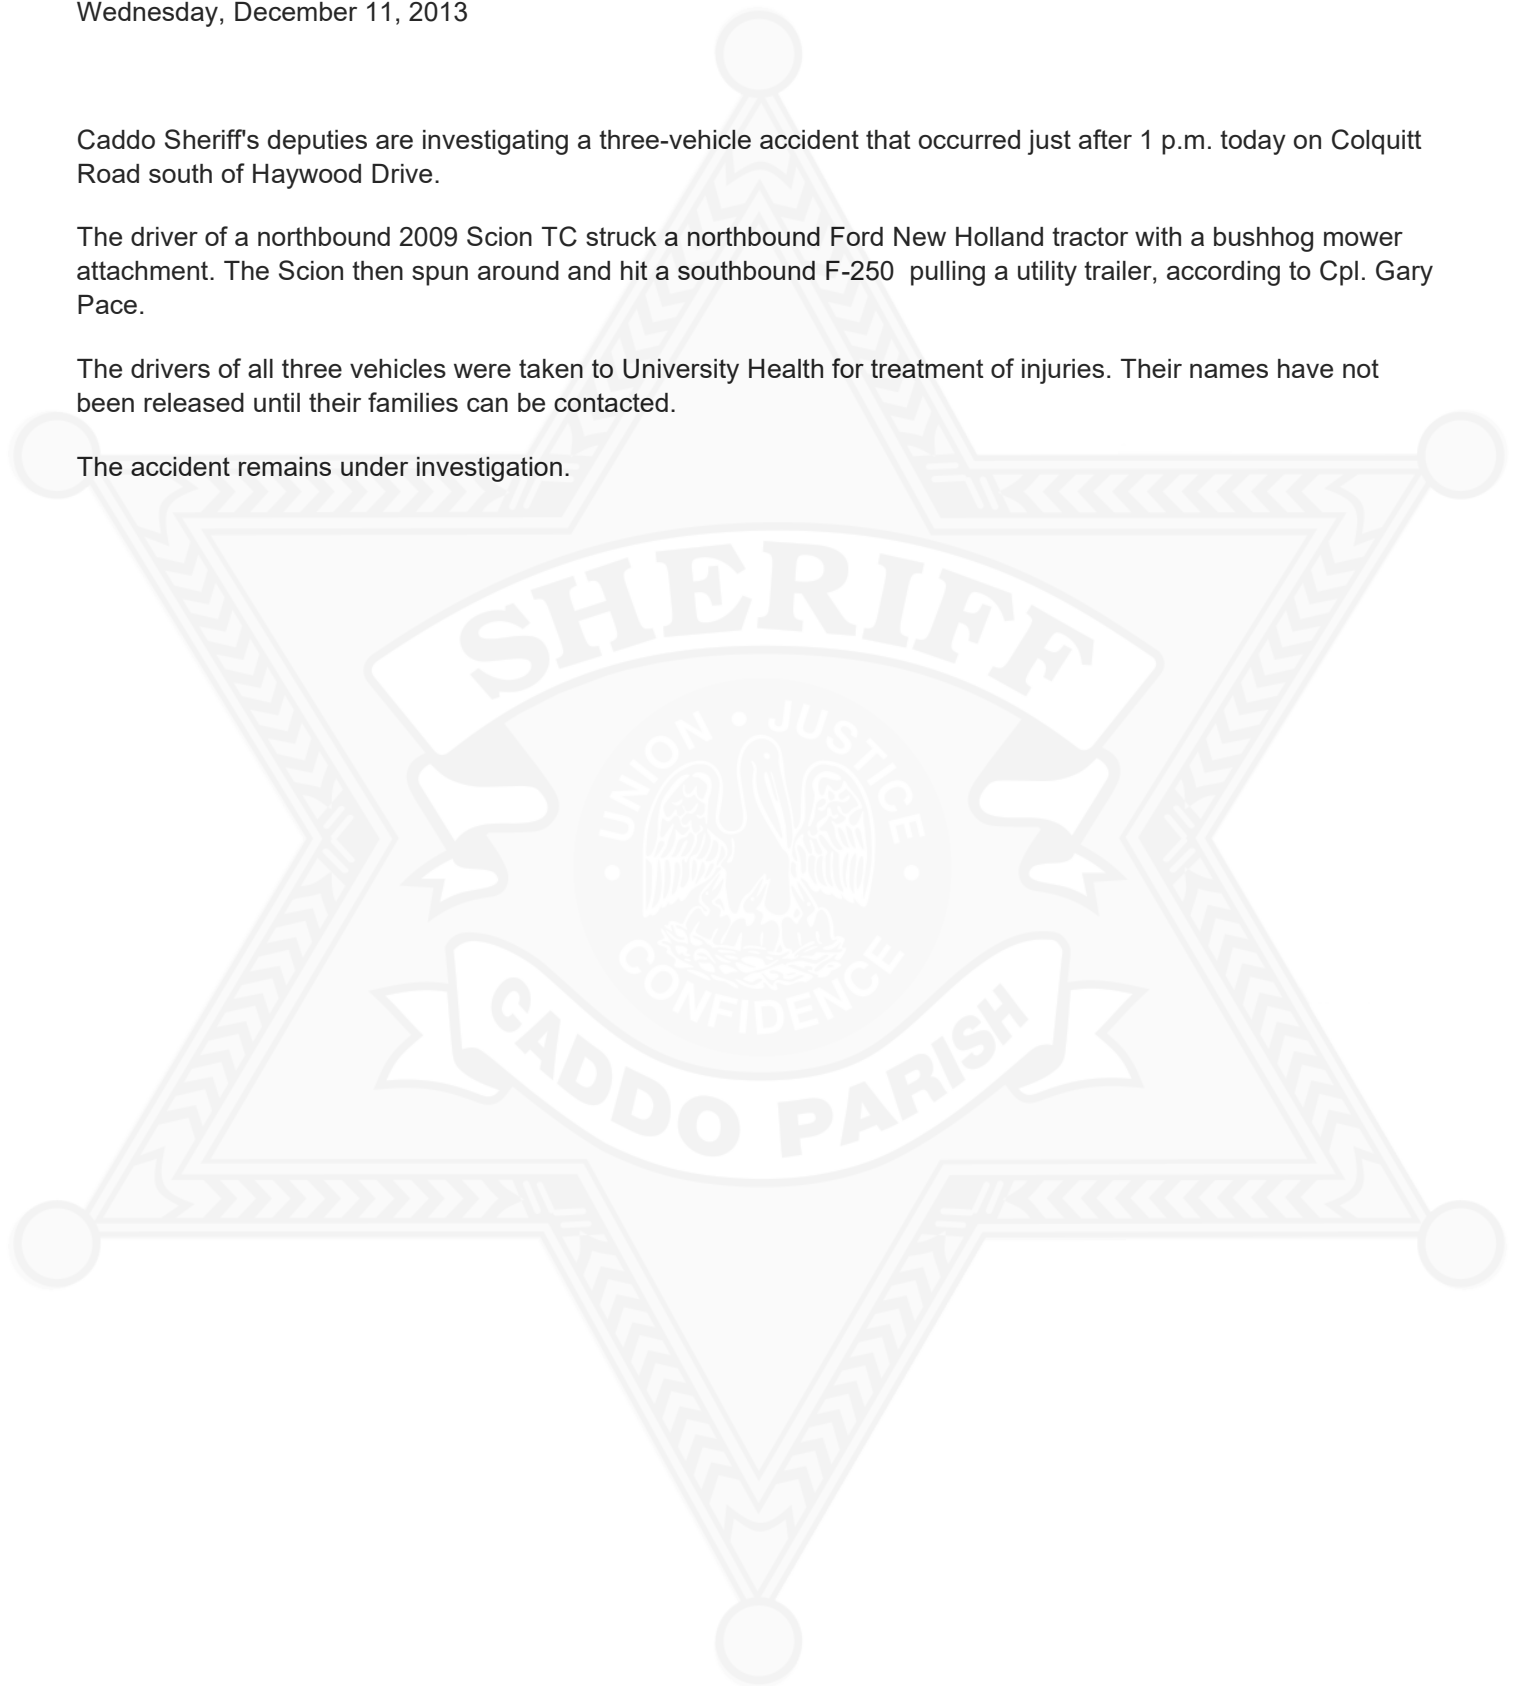 Wednesday, December 11, 2013
Caddo Sheriff's deputies are investigating a three-vehicle accident that occurred just after 1 p.m. today on Colquitt
Road south of Haywood Drive.
The driver of a northbound 2009 Scion TC struck a northbound Ford New Holland tractor with a bushhog mower
attachment. The Scion then spun around and hit a southbound F-250  pulling a utility trailer, according to Cpl. Gary
Pace.
The drivers of all three vehicles were taken to University Health for treatment of injuries. Their names have not
been released until their families can be contacted.
The accident remains under investigation.
SHERIFF
UNION • JUSTICE
• CONFIDENCE •
CADDO PARISH